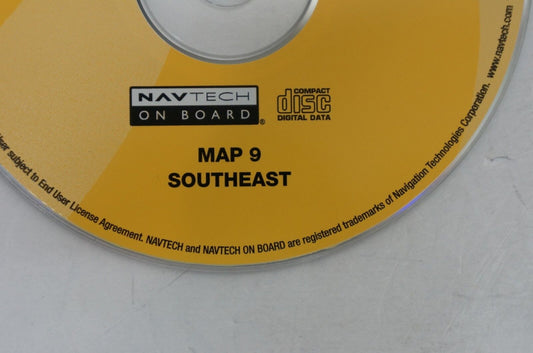 NAVTECH
ON BOARD®
COMPACT
disc
DIGITAL DATA
MAP 9
SOUTHEAST
User subject to End User License Agreement. NAVTECH and NAVTECH ON BOARD are registered trademarks of Navigation Technologies Corporation. www.navtech.com